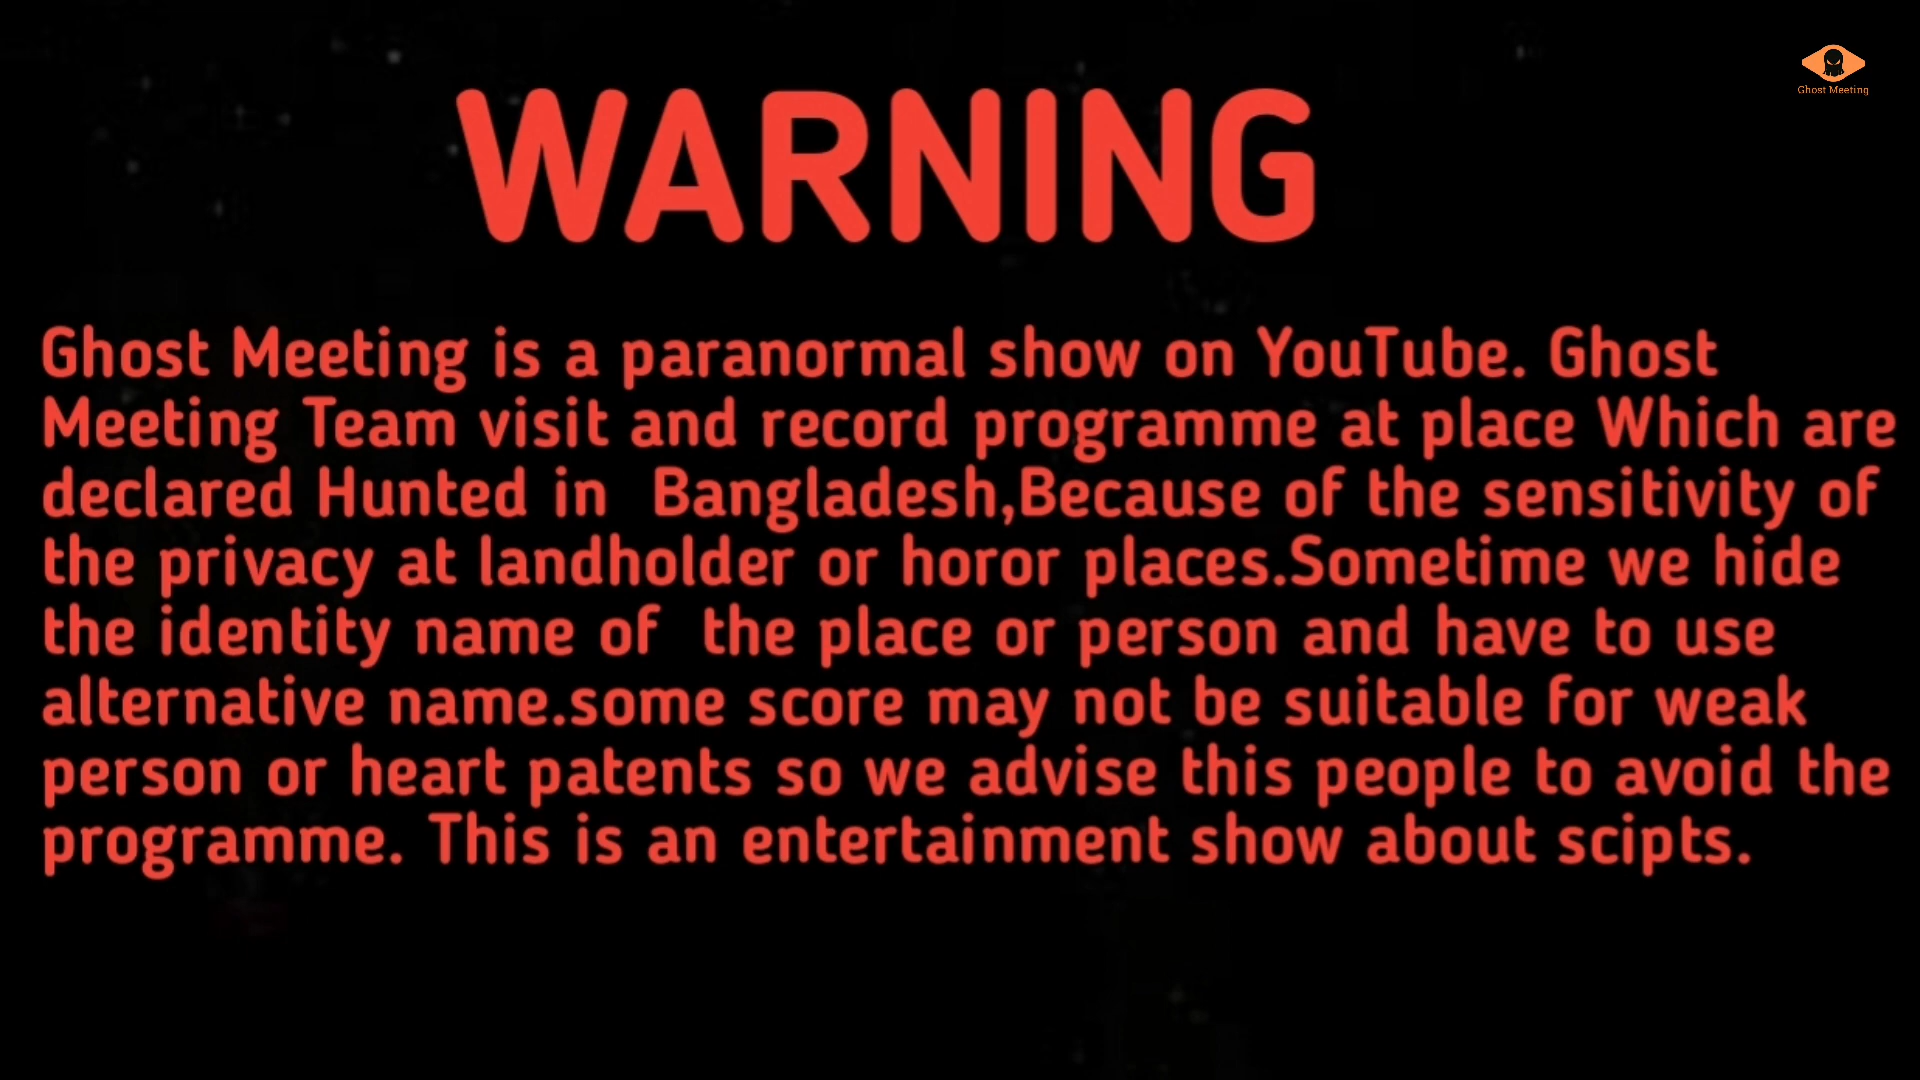 Ghost Meeting
WARNING
Ghost Meeting is a paranormal show on YouTube. Ghost
Meeting Team visit and record programme at place Which are
declared Hunted in  Bangladesh,Because of the sensitivity of
the privacy at landholder or horor places.Sometime we hide
the identity name of  the place or person and have to use
alternative name.some score may not be suitable for weak
person or heart patents so we advise this people to avoid the
programme. This is an entertainment show about scipts.